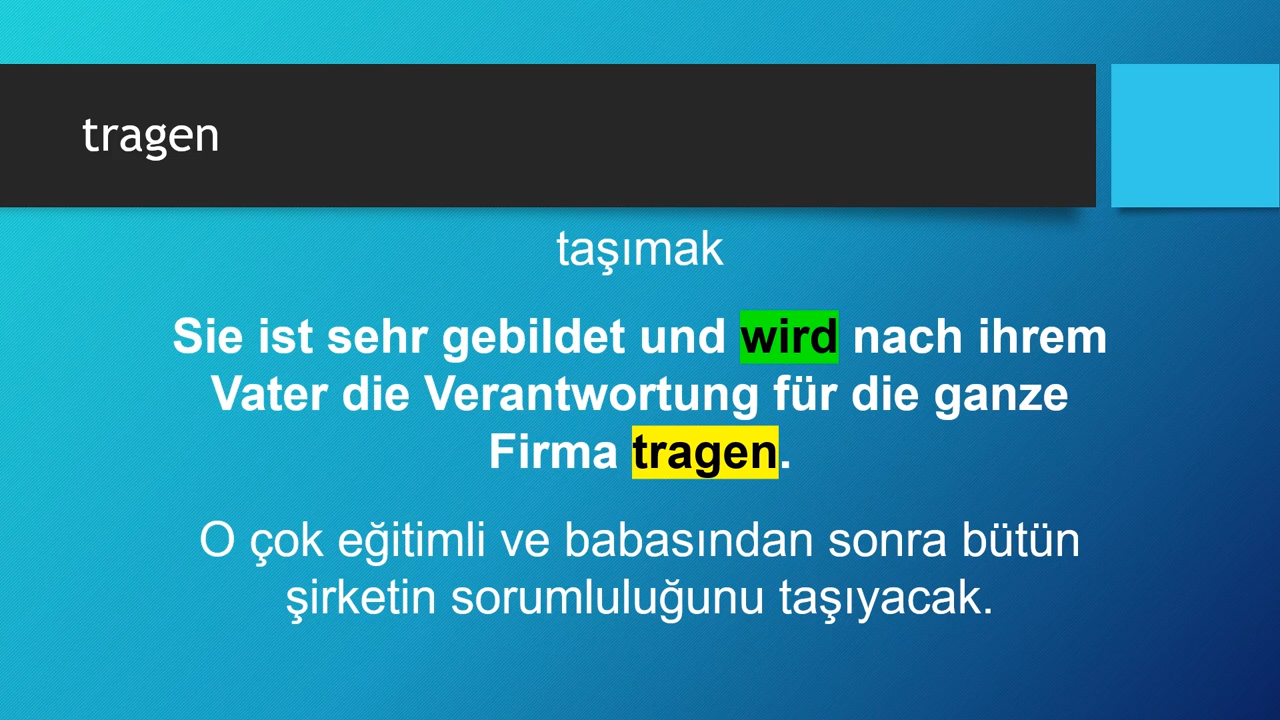 tragen
taşımak
Sie ist sehr gebildet und wird nach ihrem
Vater die Verantwortung für die ganze
Firma tragen.
O çok eğitimli ve babasından sonra bütün
şirketin sorumluluğunu taşıyacak.